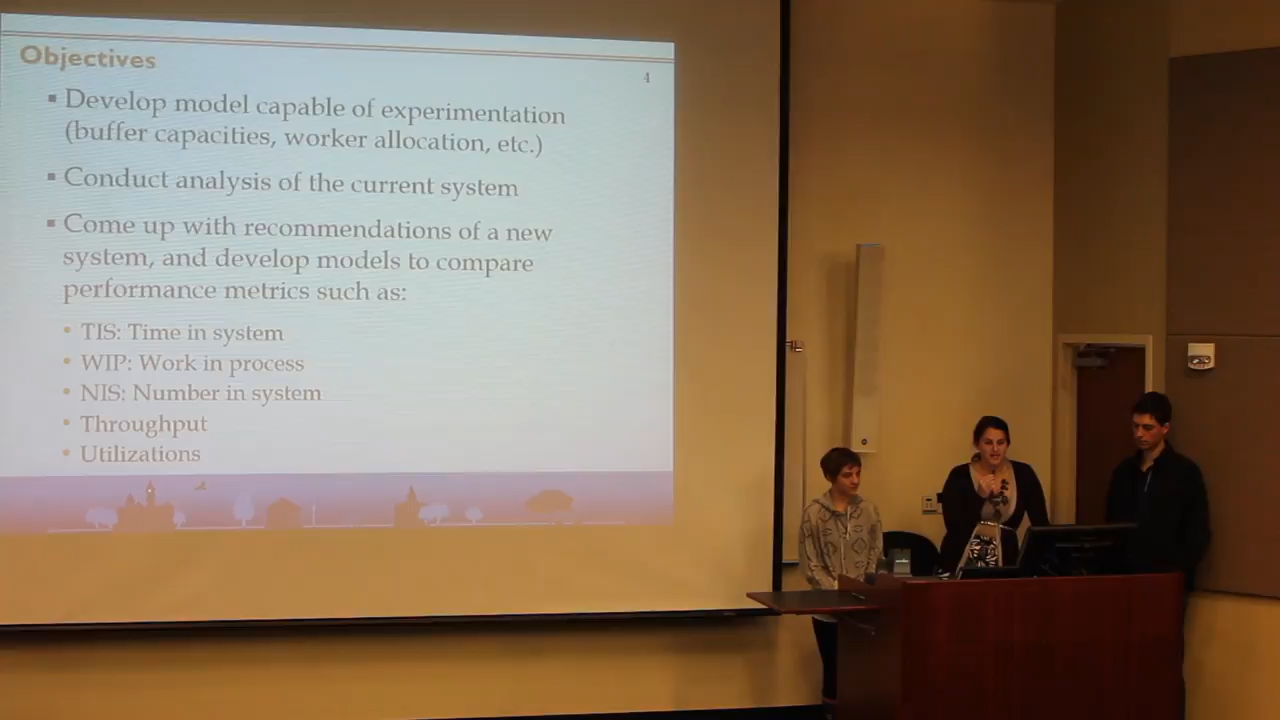 Objectives
4
▪ Develop model capable of experimentation
(buffer capacities, worker allocation, etc.)
▪ Conduct analysis of the current system
▪ Come up with recommendations of a new
system, and develop models to compare
performance metrics such as:
• TIS: Time in system
• WIP: Work in process
• NIS: Number in system
• Throughput
• Utilizations